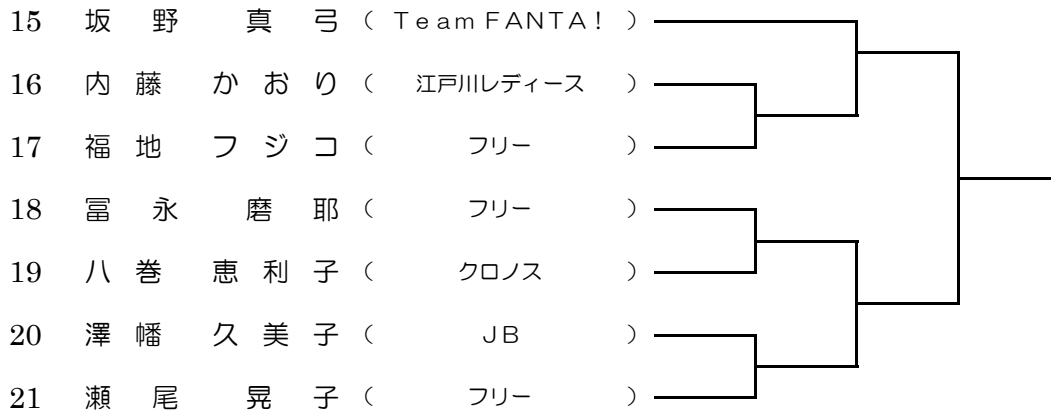 15 坂野 真弓 ( Team FANTA! )
16 内藤 かおり ( 江戸川レディース )
17 福地 フジコ ( フリー )
18 冨永 磨耶 ( フリー )
19 八巻 恵利子 ( クロノス )
20 澤幡 久美子 ( JB )
21 瀬尾 晃子 ( フリー )